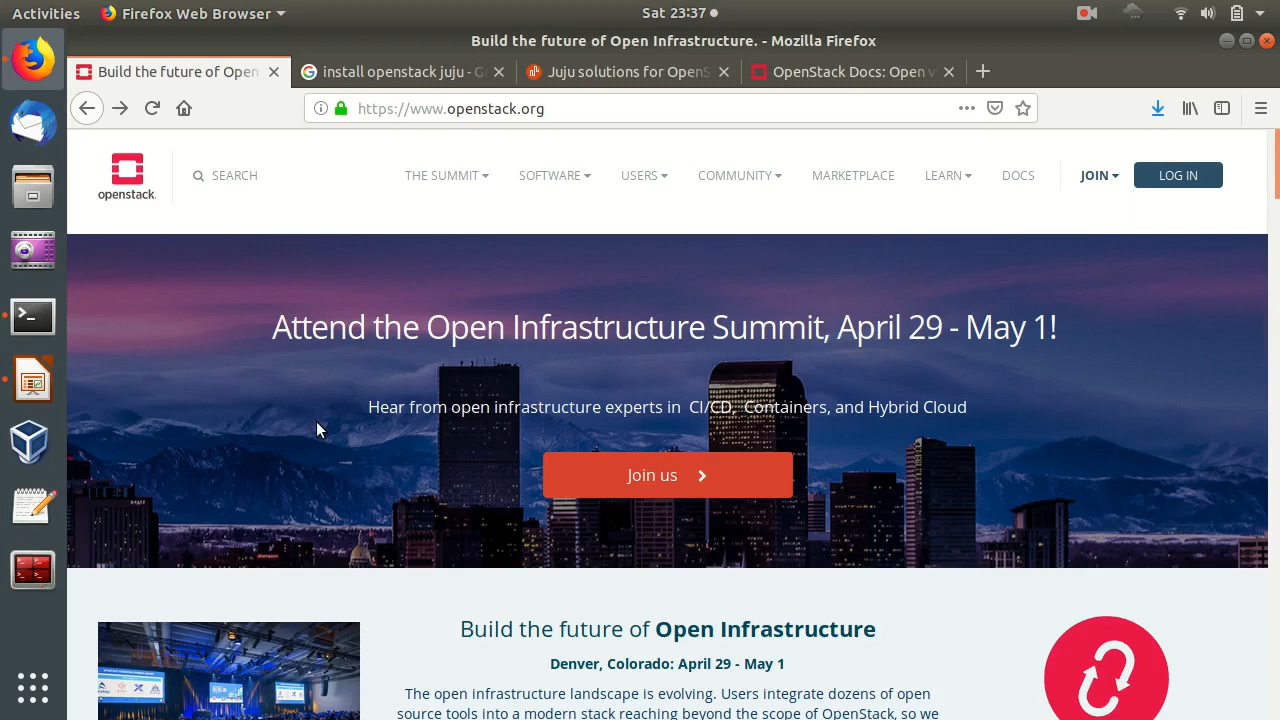 Activities Firefox Web Browser Sat 23:37
Build the future of Open Infrastructure. - Mozilla Firefox
Build the future of Open install openstack juju - G Juju solutions for OpenS OpenStack Docs: Open v
https://www.openstack.org
openstack. SEARCH THE SUMMIT SOFTWARE USERS COMMUNITY MARKETPLACE LEARN DOCS JOIN LOG IN
Attend the Open Infrastructure Summit, April 29 - May 1!
Hear from open infrastructure experts in CI/CD, Containers, and Hybrid Cloud
Join us
Build the future of Open Infrastructure
Denver, Colorado: April 29 - May 1
The open infrastructure landscape is evolving. Users integrate dozens of open
source tools into a modern stack reaching beyond the scope of OpenStack, so we